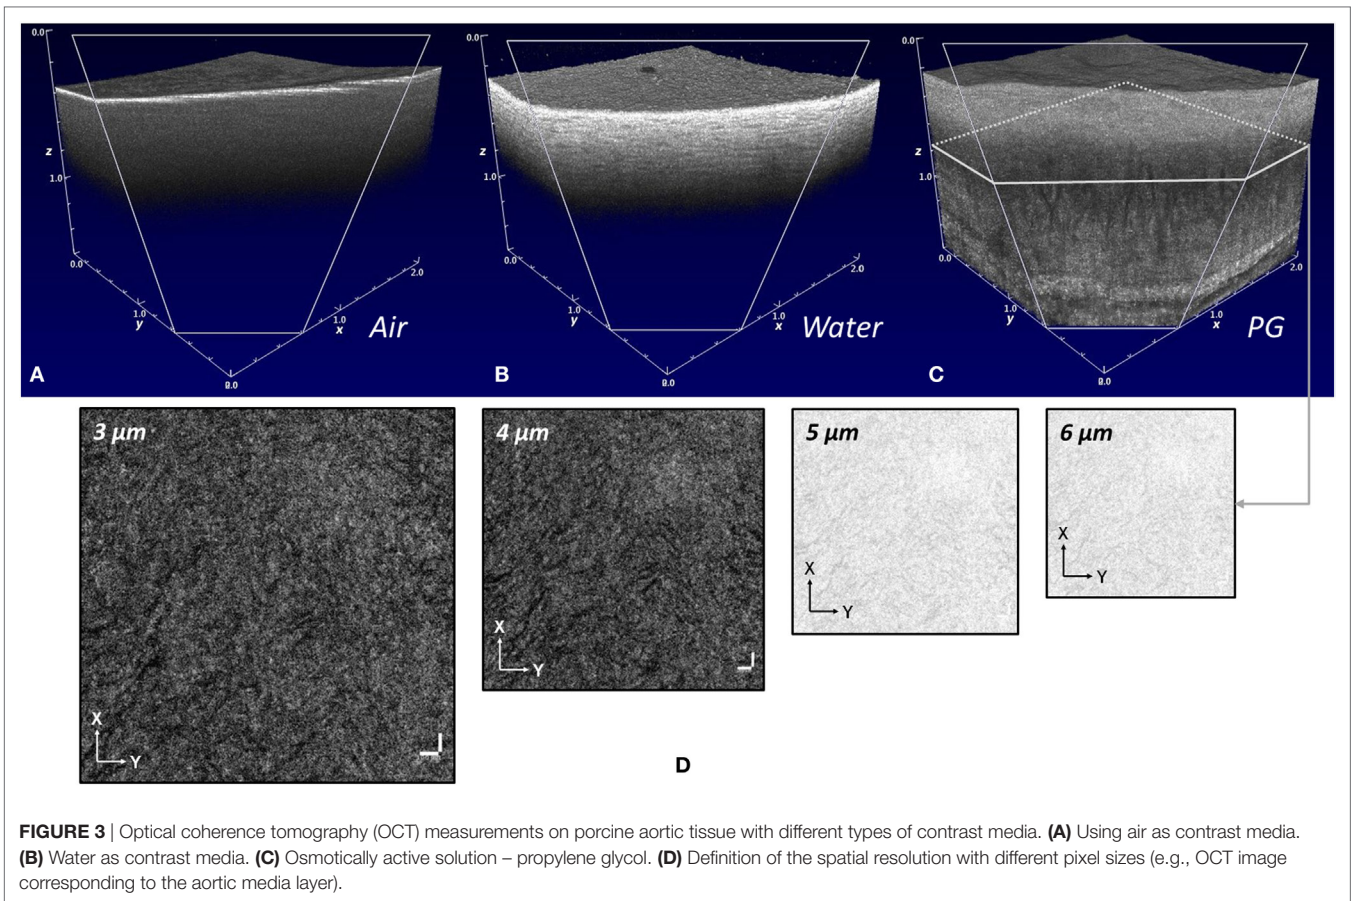 0.0
z
1.0
0.0
1.0
y
0.0
1.0
x
2.0
Air
A
0.0
z
1.0
0.0
1.0
y
0.0
1.0
x
2.0
Water
B
0.0
z
1.0
0.0
1.0
y
0.0
1.0
x
2.0
PG
C
3 µm
X
Y
4 µm
X
Y
5 µm
X
Y
6 µm
X
Y
D
FIGURE 3 | Optical coherence tomography (OCT) measurements on porcine aortic tissue with different types of contrast media. (A) Using air as contrast media.
(B) Water as contrast media. (C) Osmotically active solution – propylene glycol. (D) Definition of the spatial resolution with different pixel sizes (e.g., OCT image
corresponding to the aortic media layer).